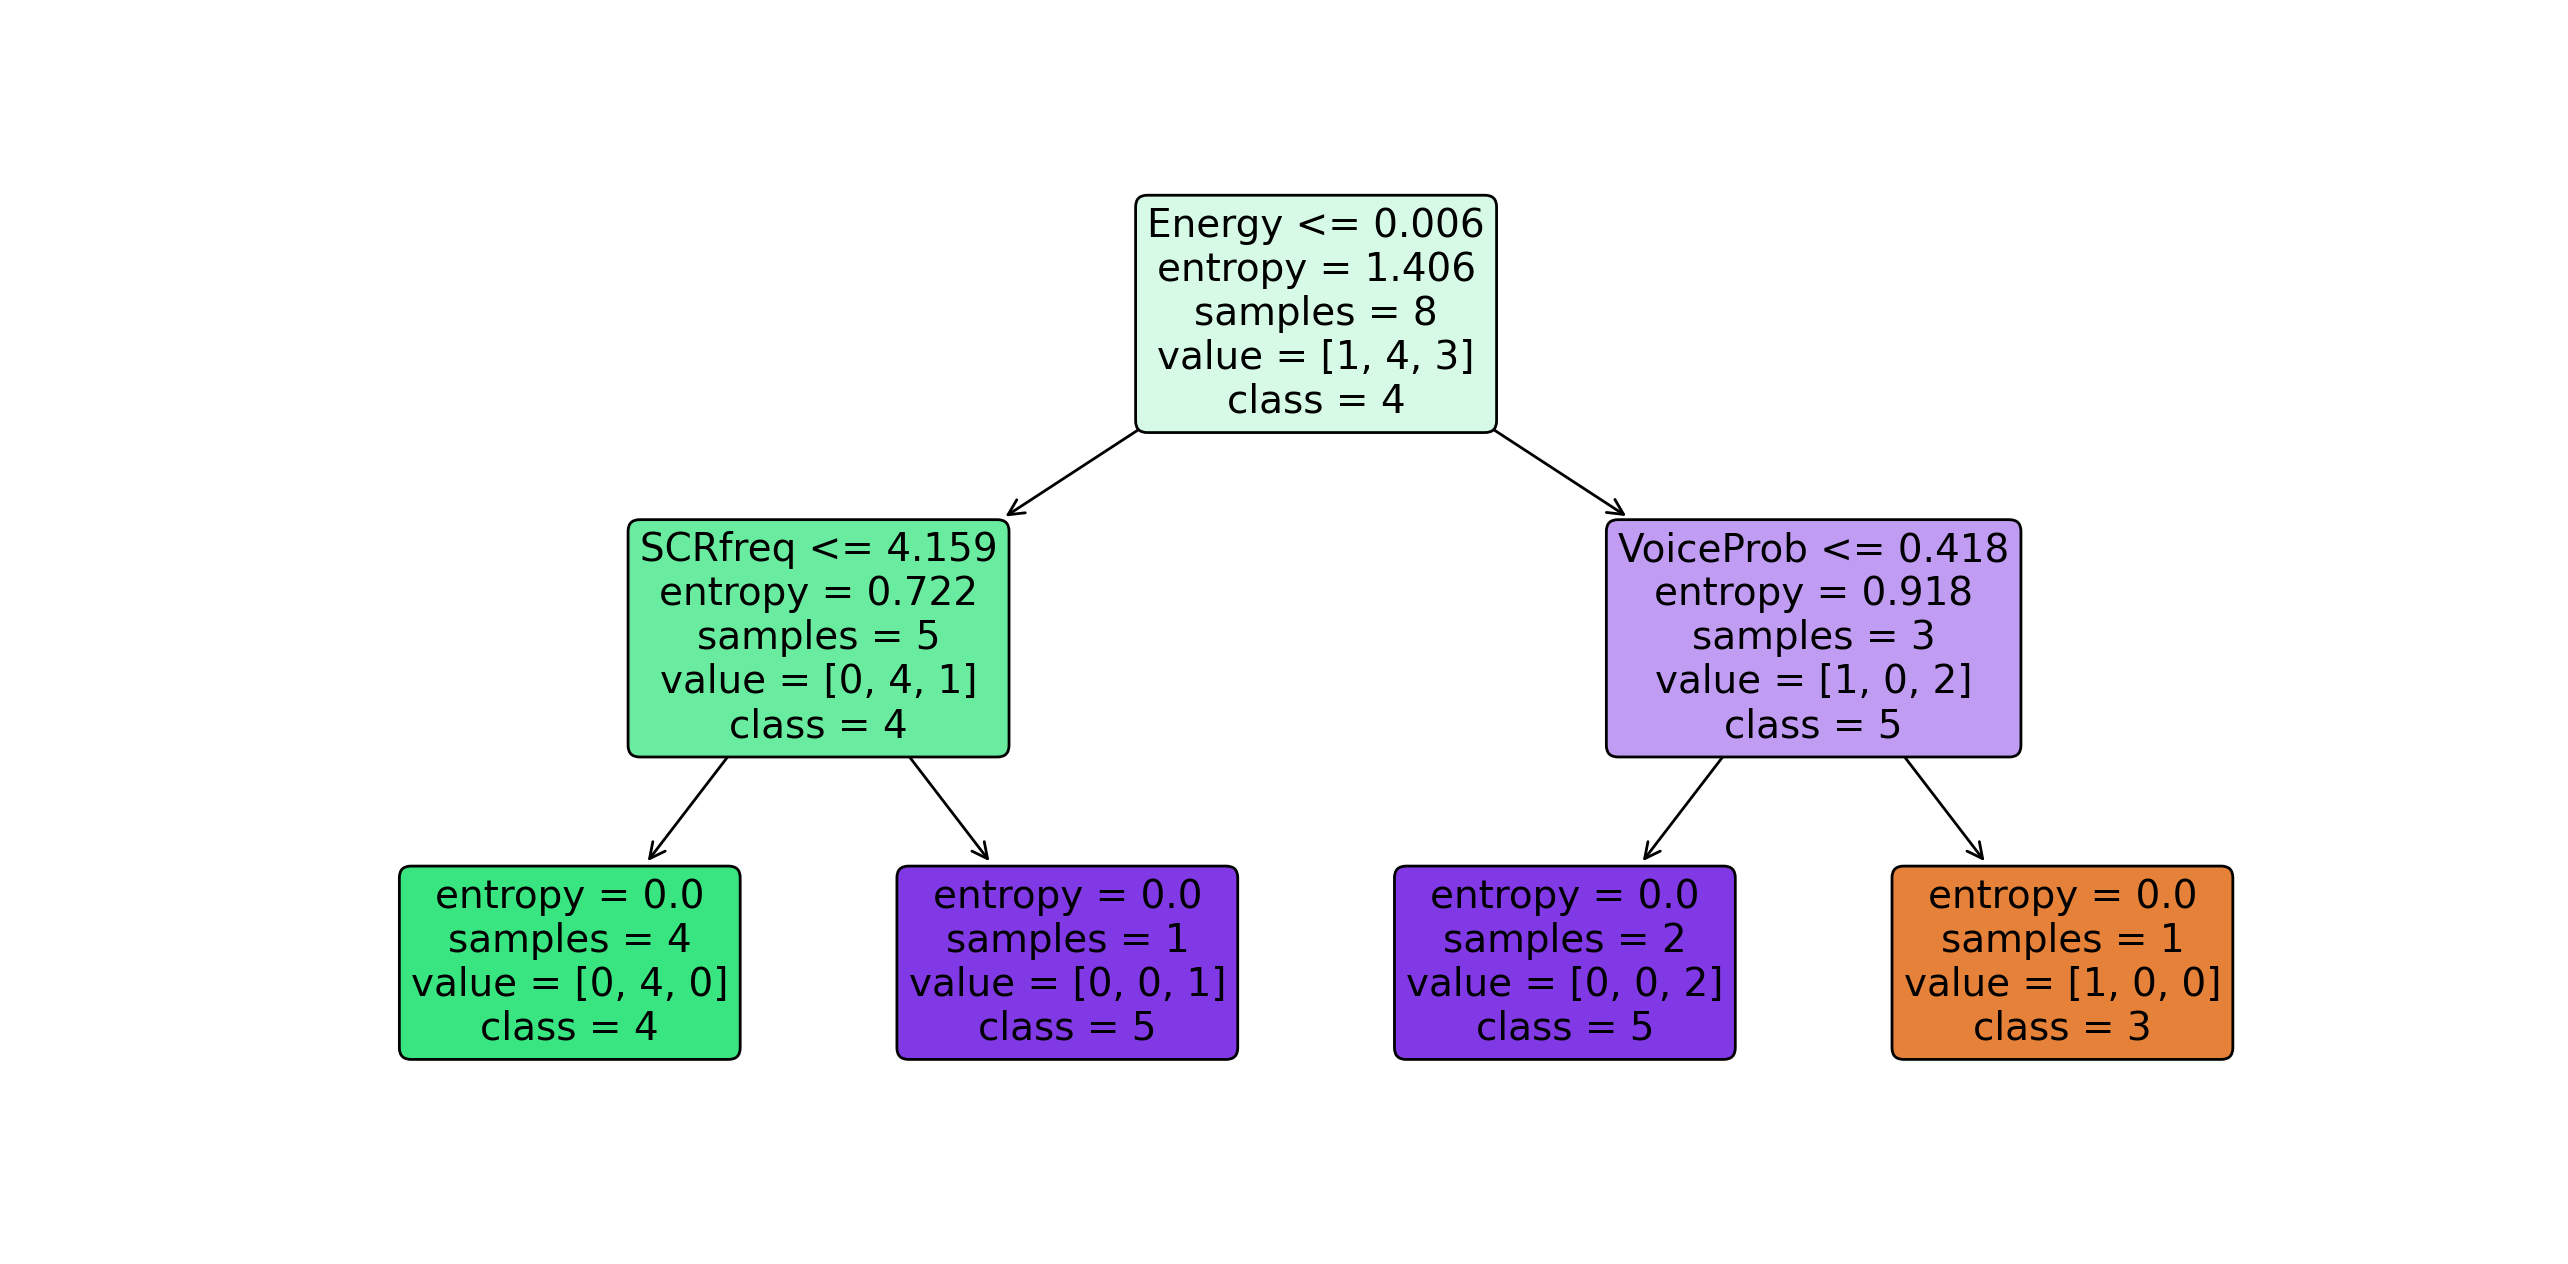 Energy <= 0.006
entropy = 1.406
samples = 8
value = [1, 4, 3]
class = 4
SCRfreq <= 4.159
entropy = 0.722
samples = 5
value = [0, 4, 1]
class = 4
VoiceProb <= 0.418
entropy = 0.918
samples = 3
value = [1, 0, 2]
class = 5
entropy = 0.0
samples = 4
value = [0, 4, 0]
class = 4
entropy = 0.0
samples = 1
value = [0, 0, 1]
class = 5
entropy = 0.0
samples = 2
value = [0, 0, 2]
class = 5
entropy = 0.0
samples = 1
value = [1, 0, 0]
class = 3